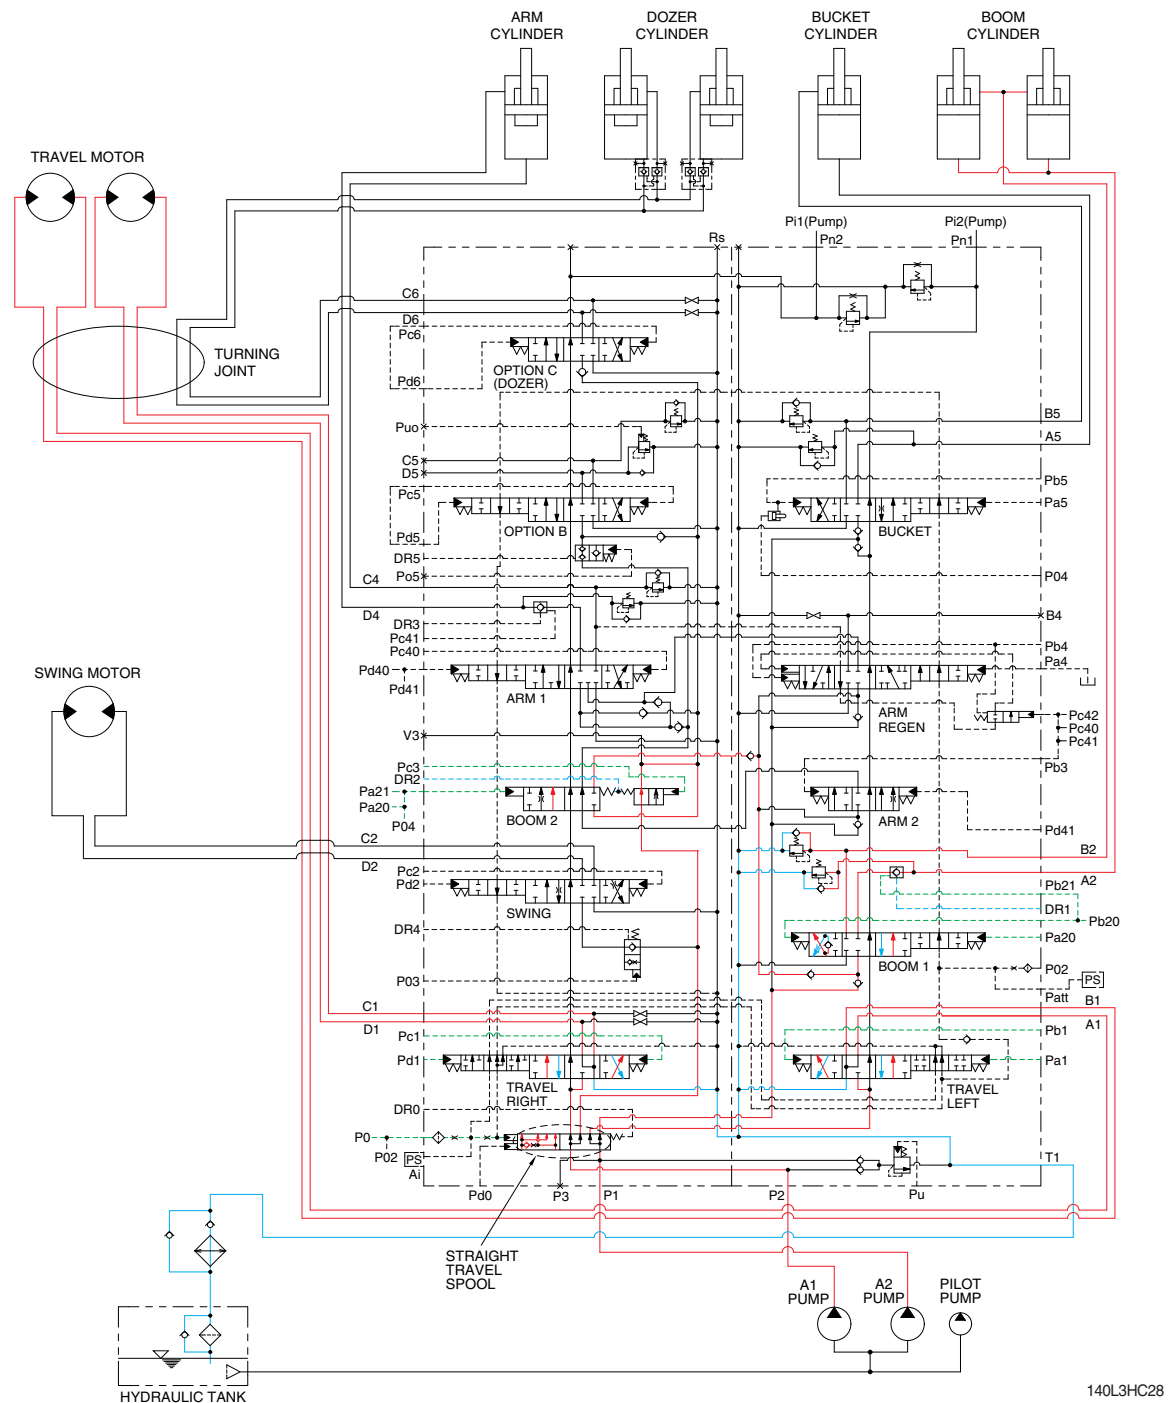 ARM
CYLINDER
DOZER
CYLINDER
BUCKET
CYLINDER
BOOM
CYLINDER
TRAVEL MOTOR
TURNING
JOINT
Rs
Pi1(Pump)
Pn2
Pi2(Pump)
Pn1
C6
D6
Pc6
Pd6
OPTION C
(DOZER)
Puo
C5
D5
Pc5
Pd5
OPTION B
DR5
Po5
C4
D4
DR3
Pc41
Pc40
Pd40
Pd41
ARM 1
B5
A5
Pb5
Pa5
BUCKET
P04
B4
Pb4
Pa4
ARM
REGEN
Pc42
Pc40
Pc41
Pb3
SWING MOTOR
V3
Pc3
DR2
Pa21
Pa20
P04
BOOM 2
ARM 2
Pd41
C2
D2
Pc2
Pd2
SWING
B2
A2
Pb21
DR1
Pb20
Pa20
BOOM 1
DR4
P03
P02
PS
Patt
C1
D1
Pc1
Pd1
TRAVEL
RIGHT
B1
A1
Pb1
Pa1
TRAVEL
LEFT
DR0
P0
P02
PS
Ai
Pd0
P3
P1
P2
Pu
T1
STRAIGHT
TRAVEL
SPOOL
A1
PUMP
A2
PUMP
PILOT
PUMP
HYDRAULIC TANK
140L3HC28